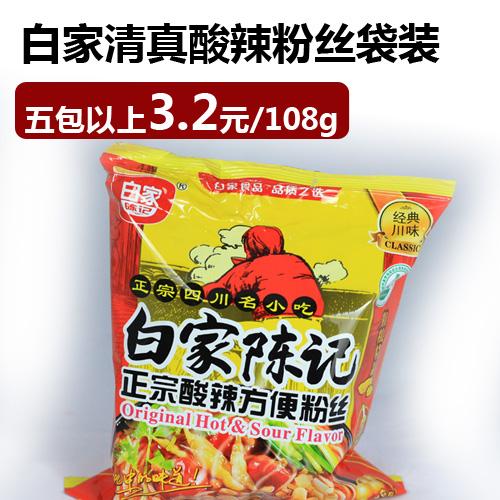 白家清真酸辣粉丝袋装
五包以上3.2元/108g
白家
陈记
®
白家食品 品质之选
经典
川味
CLASSIC
正宗四川名小吃
白家陈记
正宗酸辣方便粉丝
Original Hot & Sour Flavor